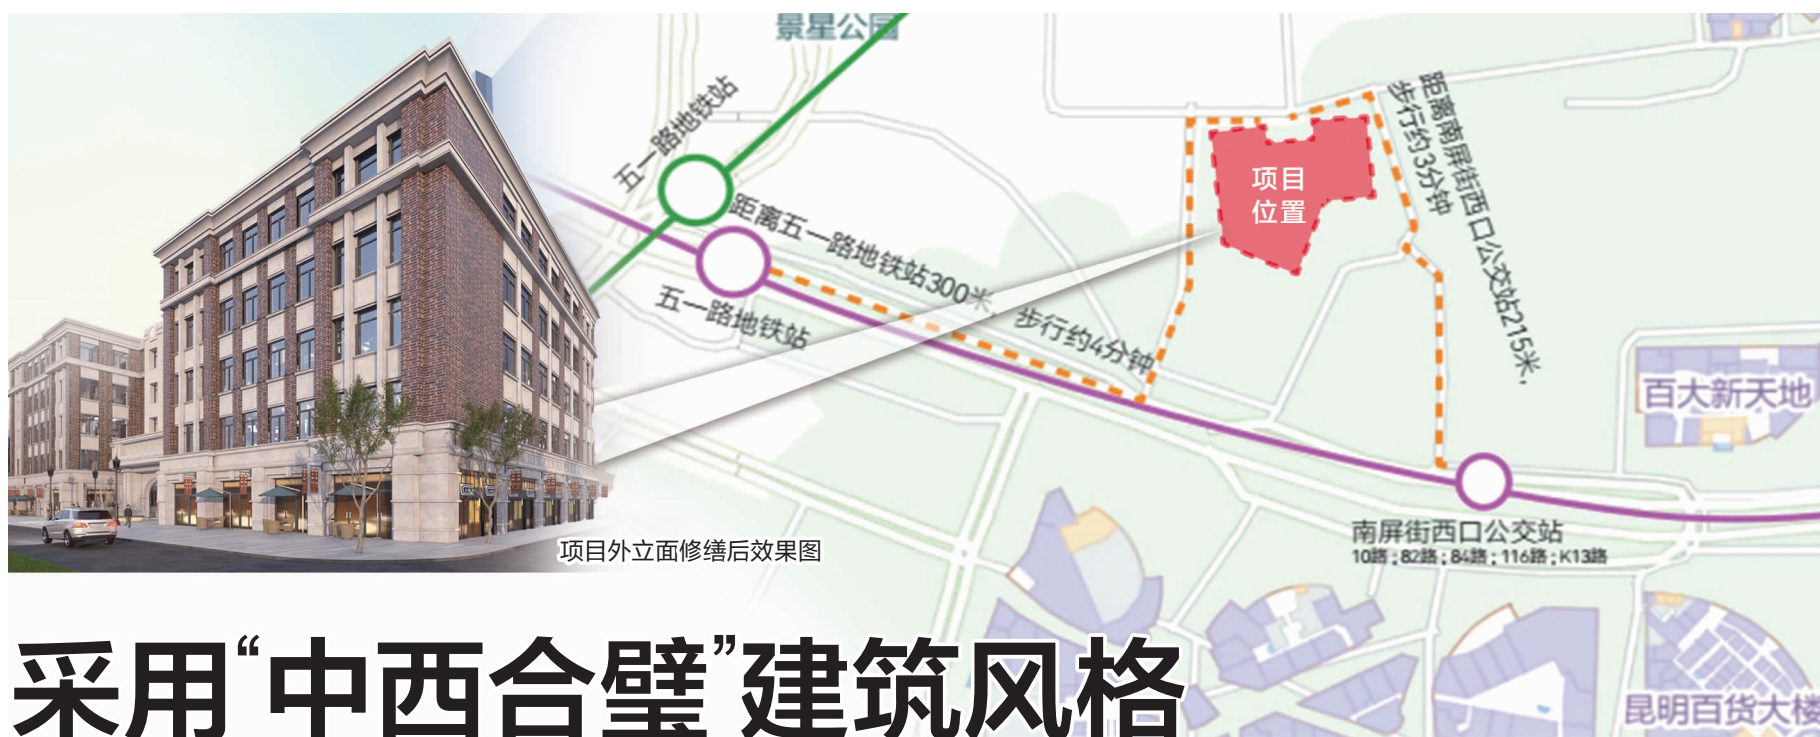 景星公园
五一路地铁站
距离五一路地铁站300米，步行约4分钟
五一路地铁站
项目
位置
距离南屏街西口公交站215米，
步行约3分钟
百大新天地
南屏街西口公交站
10路；82路；84路；116路；K13路
项目外立面修缮后效果图
昆明百货大楼
采用“中西合璧”建筑风格